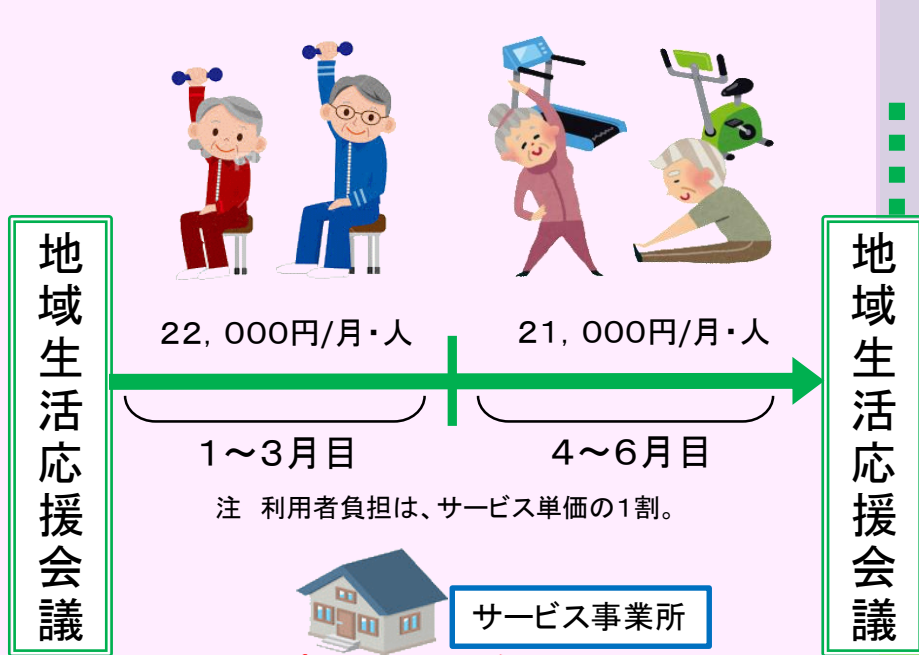 地域生活応援会議
22,000円/月・人
21,000円/月・人
1～3月目
4～6月目
注　利用者負担は、サービス単価の1割。
サービス事業所
地域生活応援会議